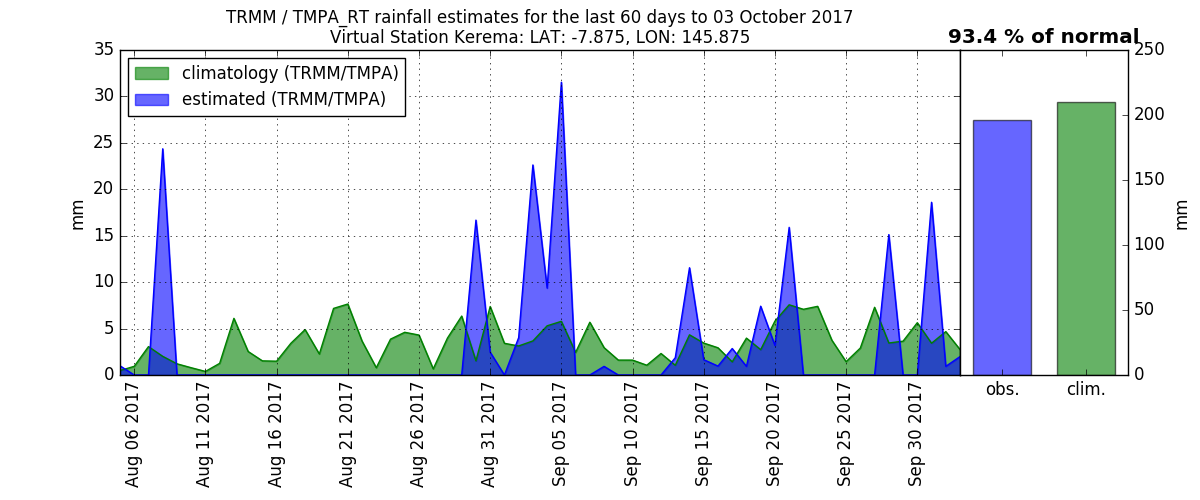 TRMM / TMPA_RT rainfall estimates for the last 60 days to 03 October 2017
Virtual Station Kerema: LAT: -7.875, LON: 145.875
93.4 % of normal
climatology (TRMM/TMPA)
estimated (TRMM/TMPA)
35
30
25
20
15
10
5
0
mm
Aug 06 2017
Aug 11 2017
Aug 16 2017
Aug 21 2017
Aug 26 2017
Aug 31 2017
Sep 05 2017
Sep 10 2017
Sep 15 2017
Sep 20 2017
Sep 25 2017
Sep 30 2017
obs.
clim.
250
200
150
100
50
0
mm